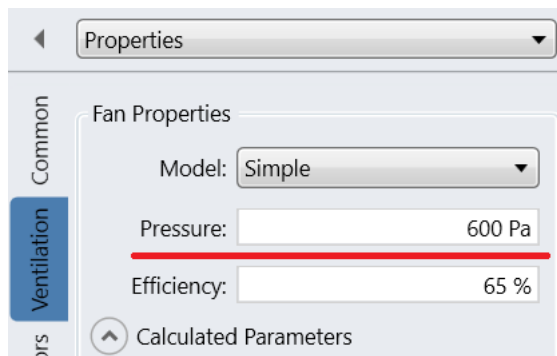 Properties
Common
Fan Properties
Model: Simple
Ventilation
Pressure: 600 Pa
Efficiency: 65 %
Calculated Parameters